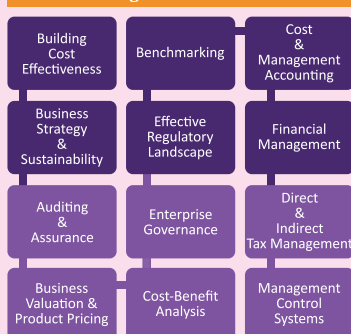 Building
Cost
Effectiveness
Benchmarking
Cost
&
Management
Accounting
Business
Strategy
&
Sustainability
Effective
Regulatory
Landscape
Financial
Management
Auditing
&
Assurance
Enterprise
Governance
Direct
&
Indirect
Tax Management
Business
Valuation &
Product Pricing
Cost-Benefit
Analysis
Management
Control
Systems